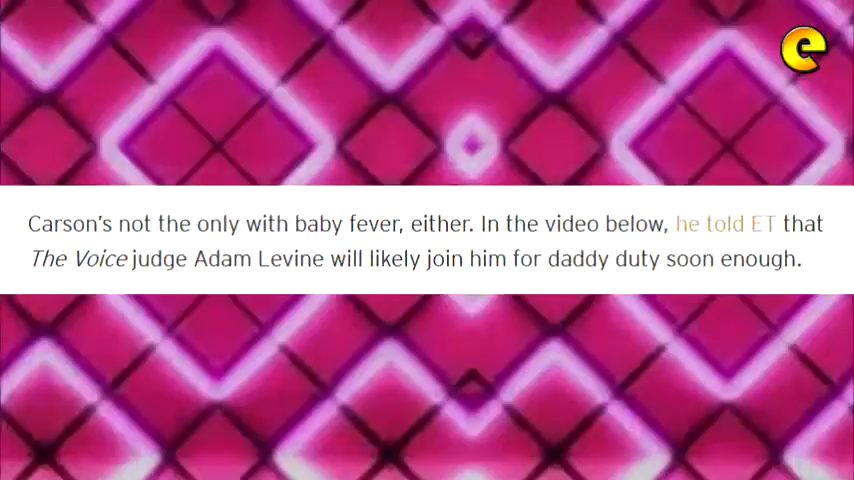 e
Carson's not the only with baby fever, either. In the video below, he told ET that
The Voice judge Adam Levine will likely join him for daddy duty soon enough.